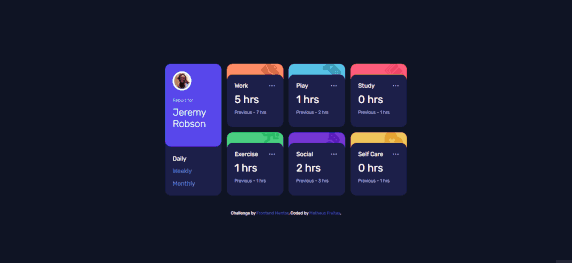 Report for
Jeremy
Robson
Daily
Weekly
Monthly
Work
5 hrs
Previous - 7 hrs
Play
1 hrs
Previous - 2 hrs
Study
0 hrs
Previous - 1 hrs
Exercise
1 hrs
Previous - 1 hrs
Social
2 hrs
Previous - 3 hrs
Self Care
0 hrs
Previous - 1 hrs
Challenge by Frontend Mentor. Coded by